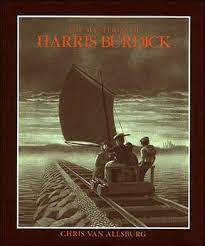 THE MYSTERIES OF
HARRIS BURDICK
CHRIS VAN ALLSBURG